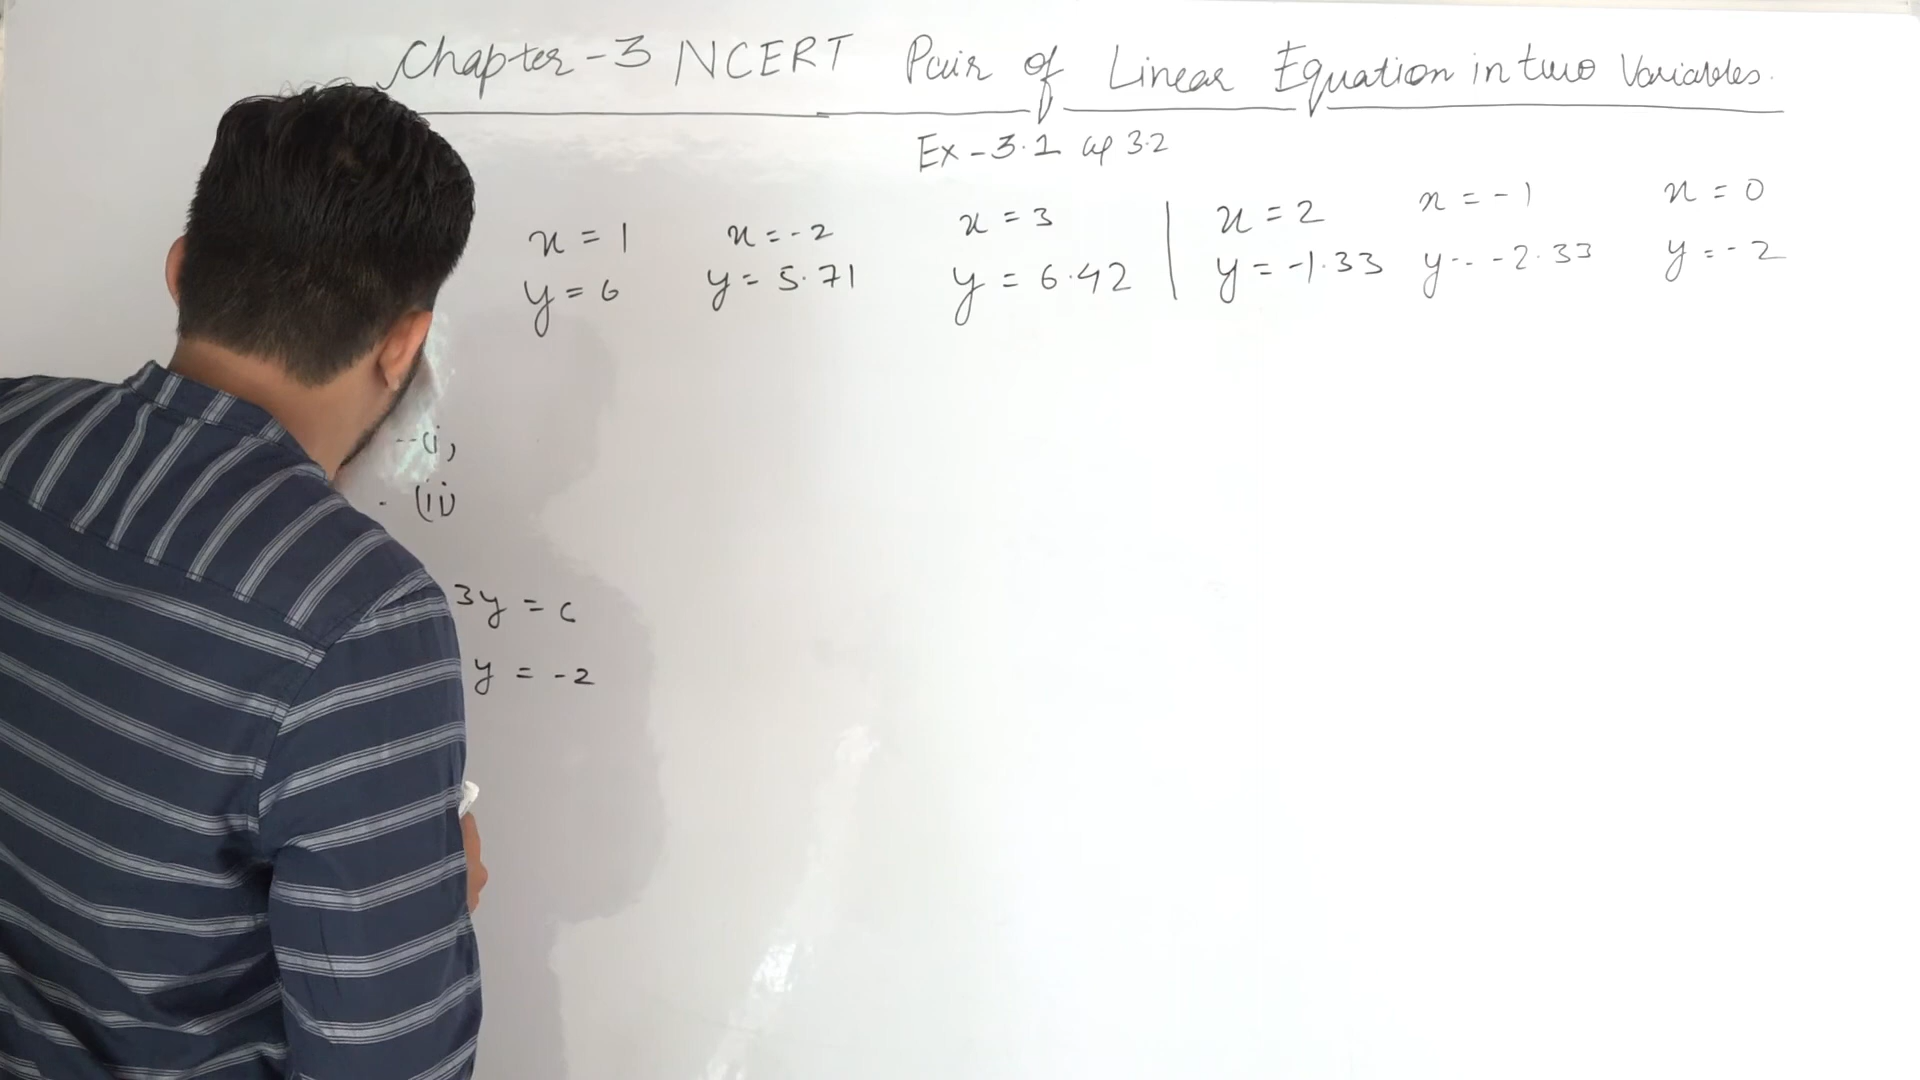 Chapter-3 NCERT Pair of Linear Equation in two Variables.
Ex-3.1 3.2
x = 1 x = -2 x = 3 x = 2 x = -1 x = 0
y = 6 y = 5.71 y = 6.42 y = -1.33 y -- -2.33 y = -2
--(i)
- (ii)
3y = c
y = -2